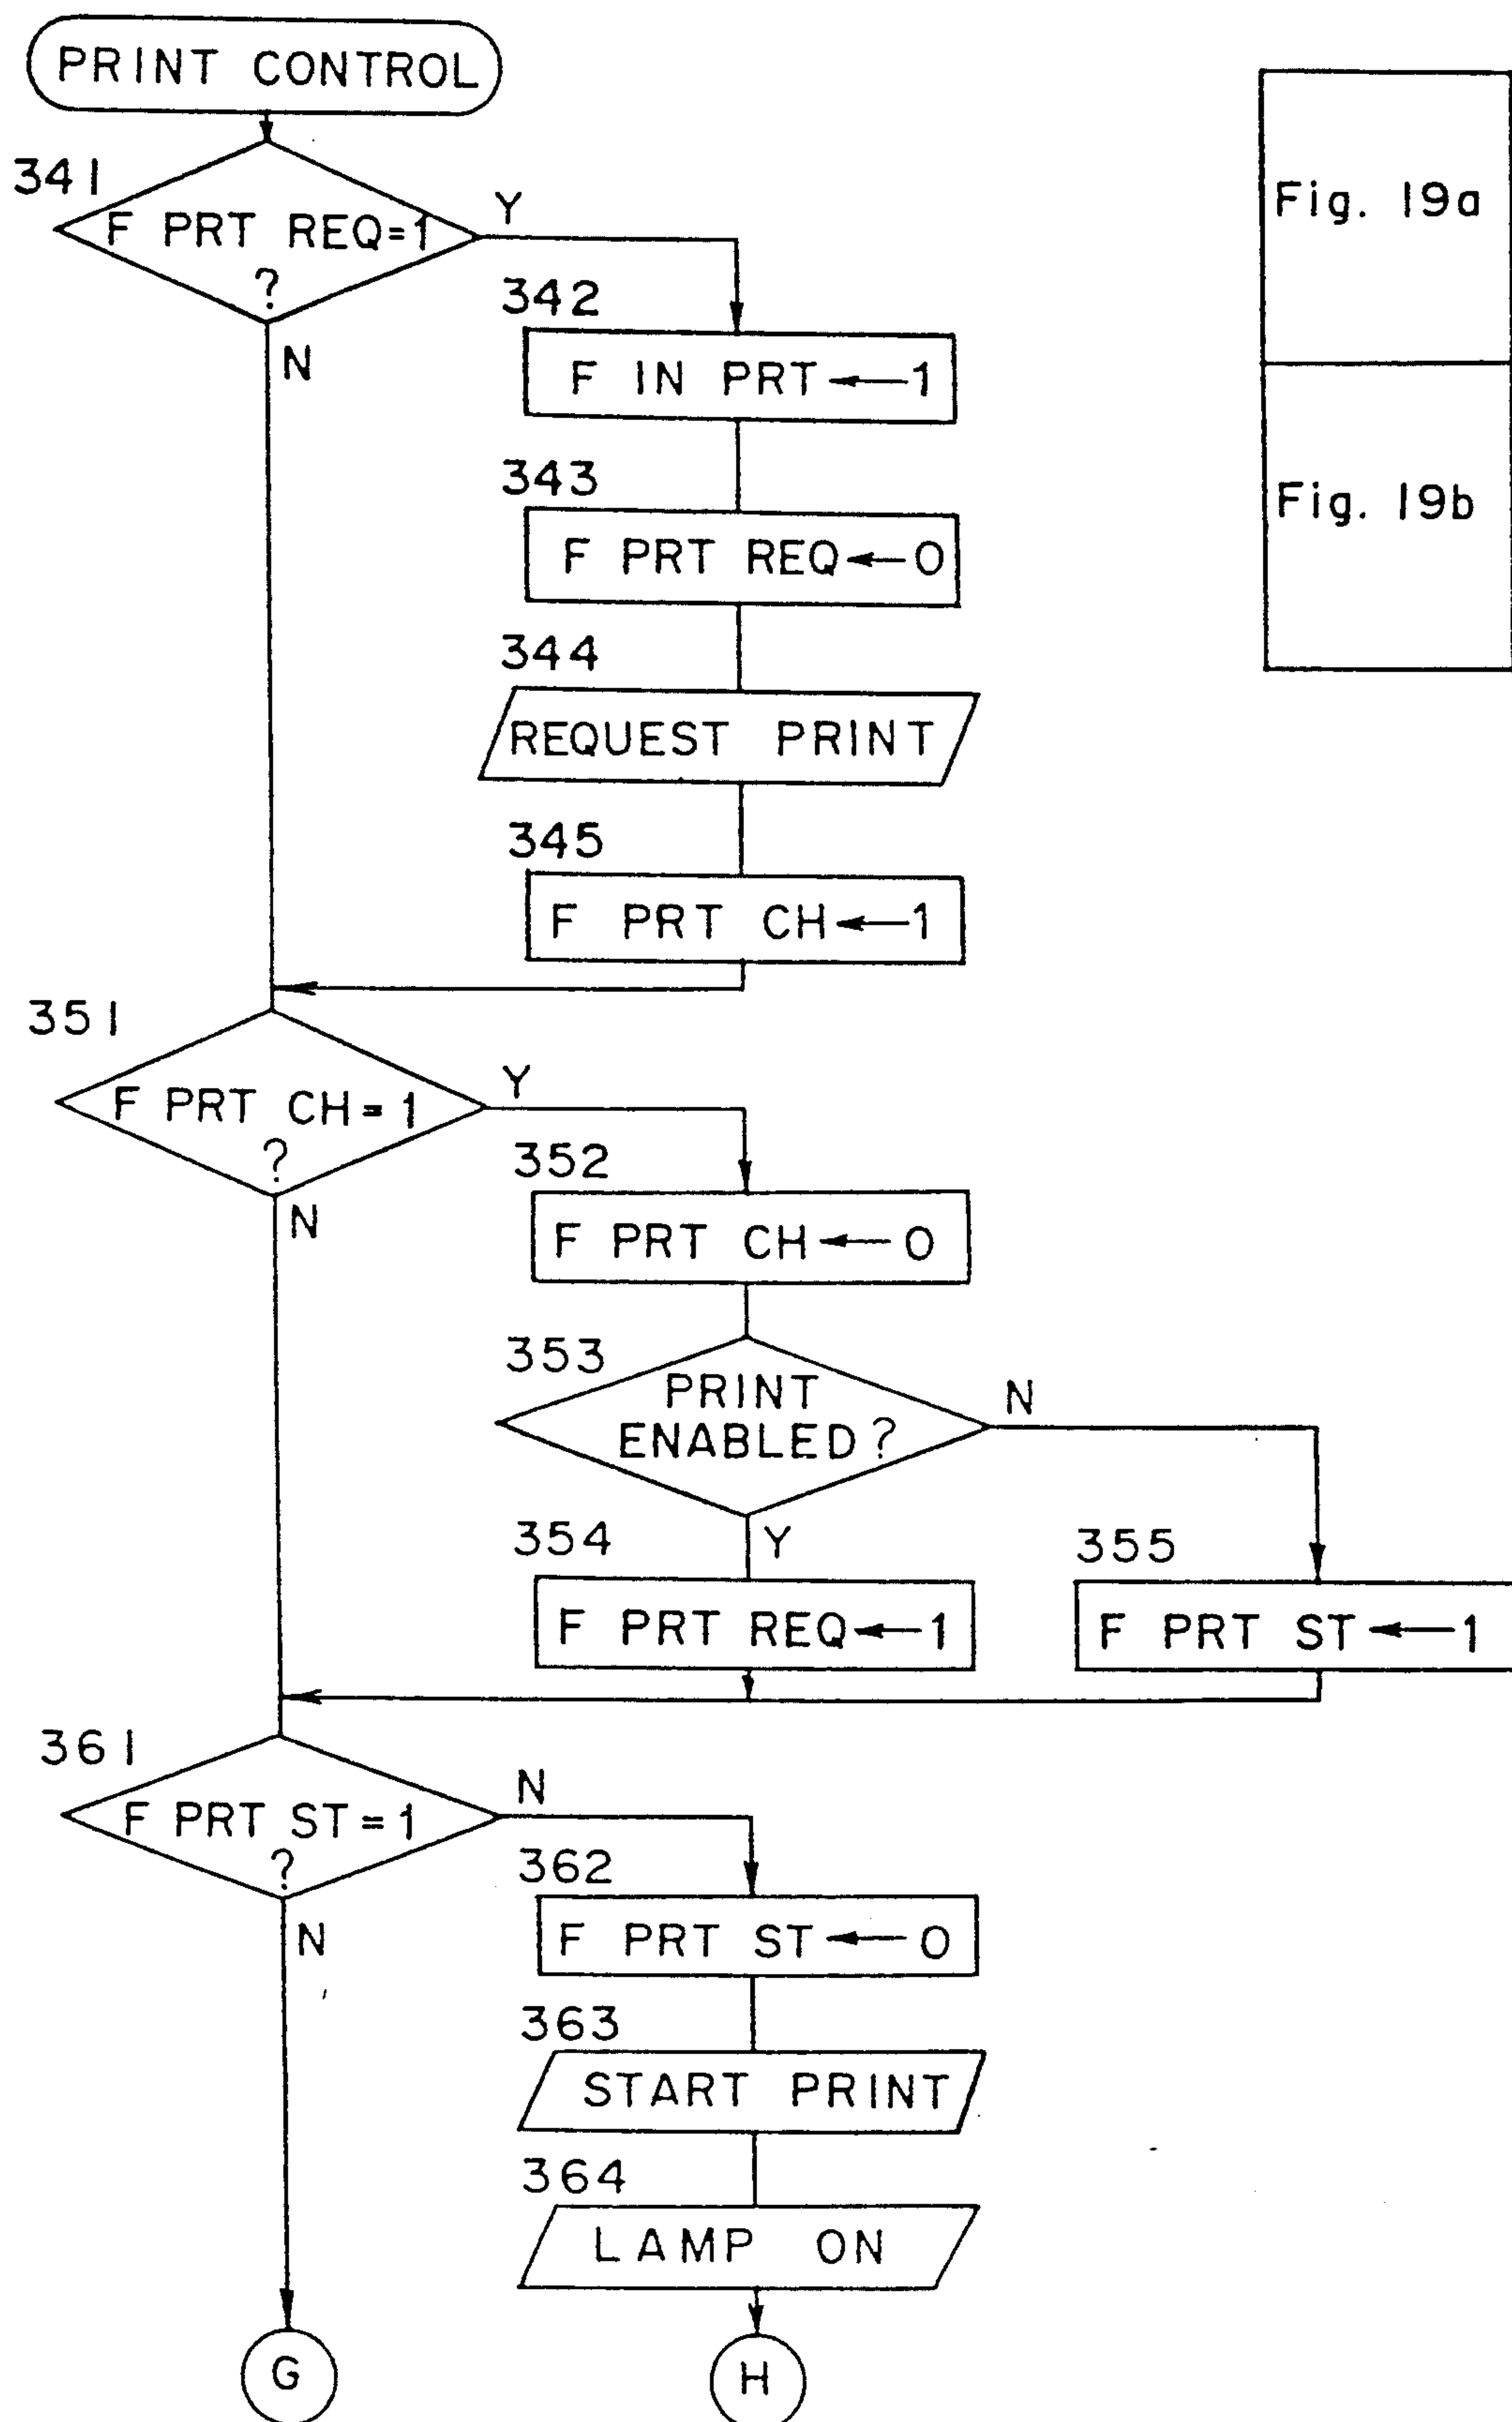 PRINT CONTROL
341
F PRT REQ=1
?
Y
N
342
F IN PRT←1
343
F PRT REQ←0
344
REQUEST PRINT
345
F PRT CH←1
351
F PRT CH=1
?
Y
N
352
F PRT CH←0
353
PRINT
ENABLED?
N
Y
354
F PRT REQ←1
355
F PRT ST←1
361
F PRT ST=1
?
N
N
362
F PRT ST←0
363
START PRINT
364
LAMP ON
G
H
Fig. 19a
Fig. 19b